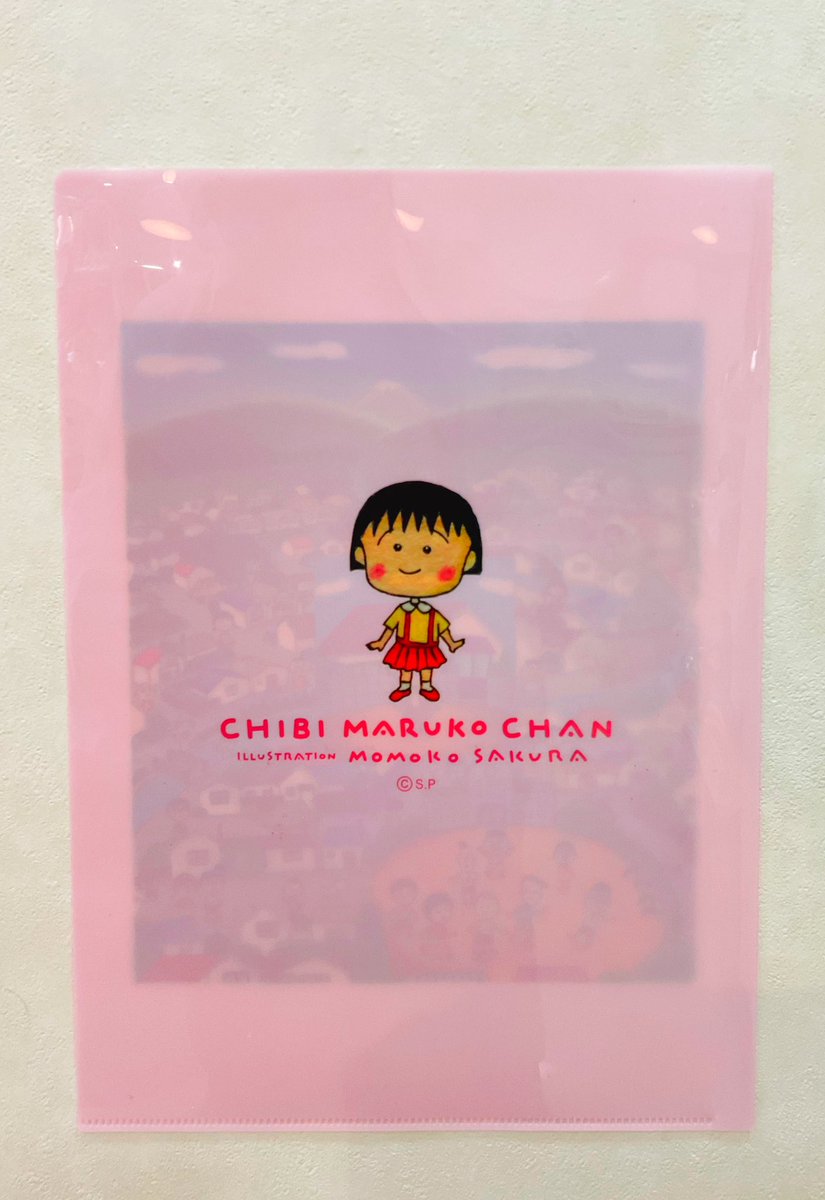 CHIBI MARUKO CHAN
ILLUSTRATION MOMOKO SAKURA
©S.P